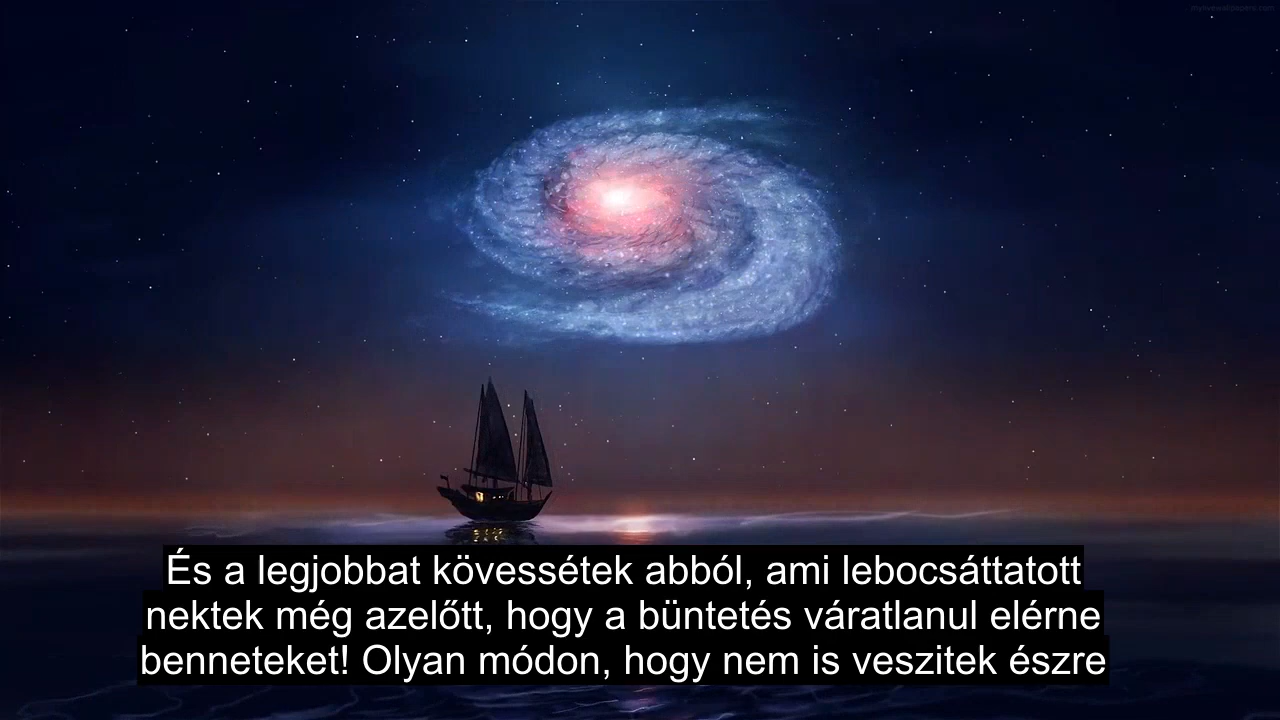 És a legjobbat kövessétek abból, ami lebocsáttatott
nektek még azelőtt, hogy a büntetés váratlanul elérne
benneteket! Olyan módon, hogy nem is veszitek észre